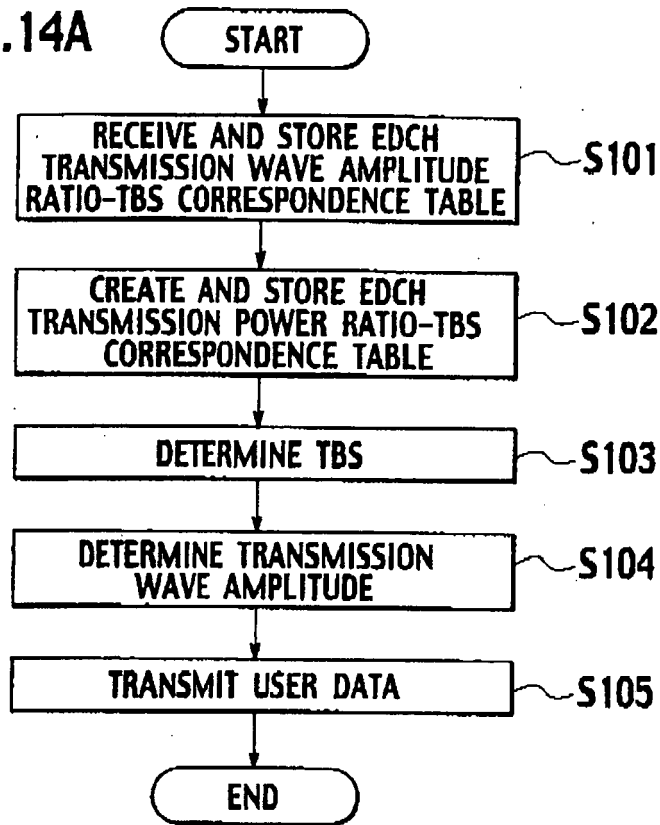 .14A
START
RECEIVE AND STORE EDCH
TRANSMISSION WAVE AMPLITUDE
RATIO-TBS CORRESPONDENCE TABLE
S101
CREATE AND STORE EDCH
TRANSMISSION POWER RATIO-TBS
CORRESPONDENCE TABLE
S102
DETERMINE TBS
S103
DETERMINE TRANSMISSION
WAVE AMPLITUDE
S104
TRANSMIT USER DATA
S105
END